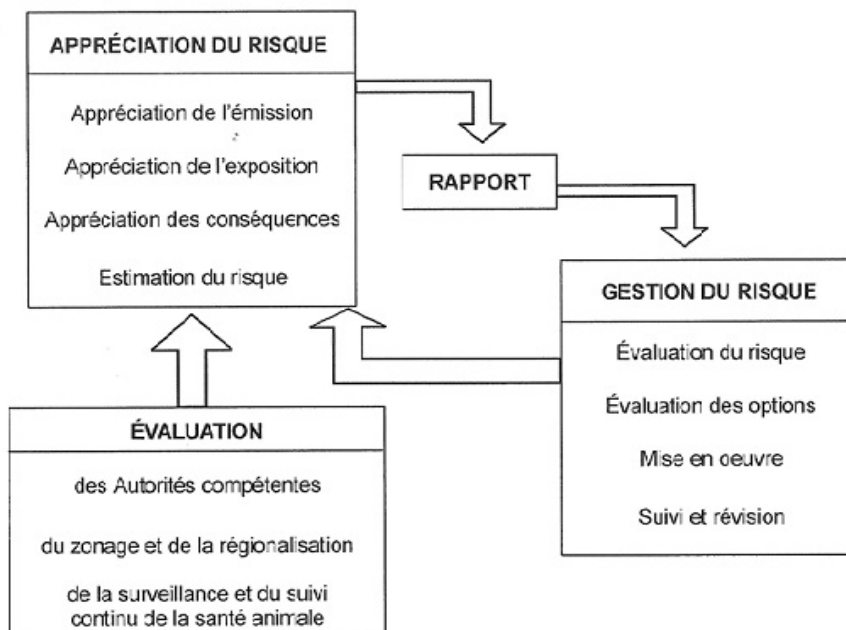 APPRÉCIATION DU RISQUE
Appréciation de l'émission
Appréciation de l'exposition
Appréciation des conséquences
Estimation du risque
RAPPORT
GESTION DU RISQUE
Évaluation du risque
Évaluation des options
Mise en oeuvre
Suivi et révision
ÉVALUATION
des Autorités compétentes
du zonage et de la régionalisation
de la surveillance et du suivi
continu de la santé animale